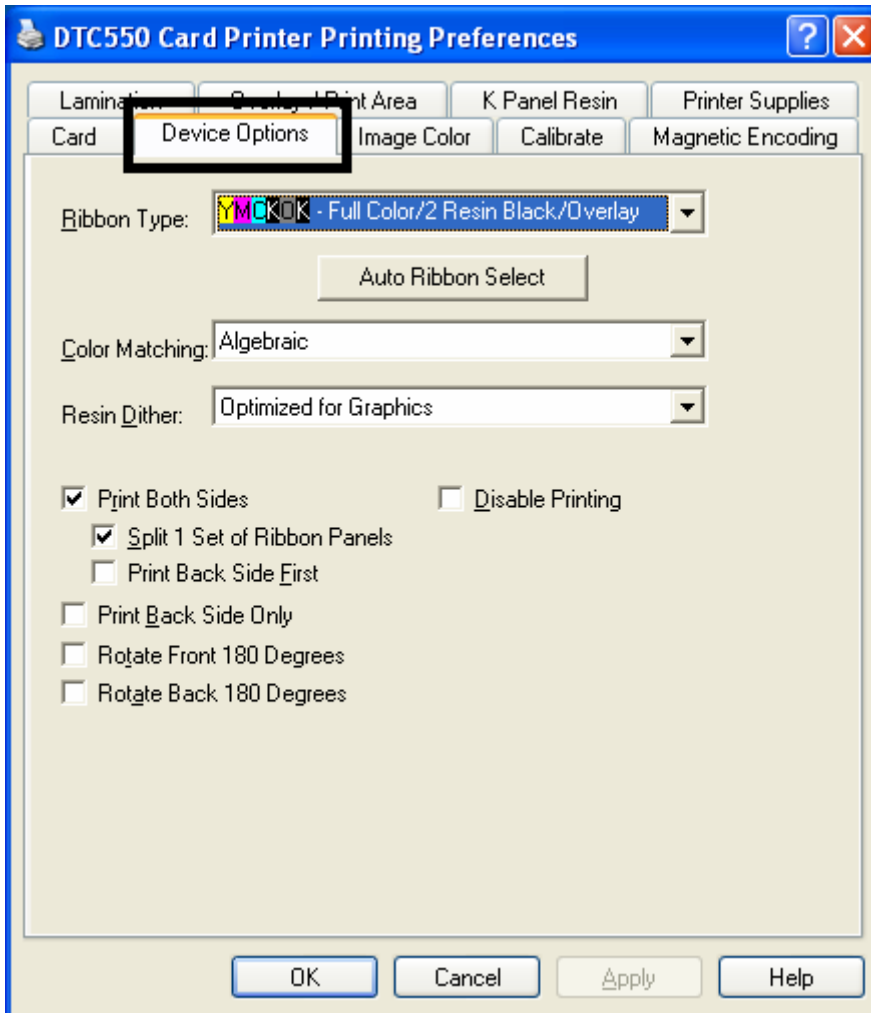 DTC550 Card Printer Printing Preferences
Lamination Overlay / Print Area K Panel Resin Printer Supplies
Card Device Options Image Color Calibrate Magnetic Encoding
Ribbon Type: YMCKOK - Full Color/2 Resin Black/Overlay
Auto Ribbon Select
Color Matching: Algebraic
Resin Dither: Optimized for Graphics
Print Both Sides Disable Printing
Split 1 Set of Ribbon Panels
Print Back Side First
Print Back Side Only
Rotate Front 180 Degrees
Rotate Back 180 Degrees
OK Cancel Apply Help